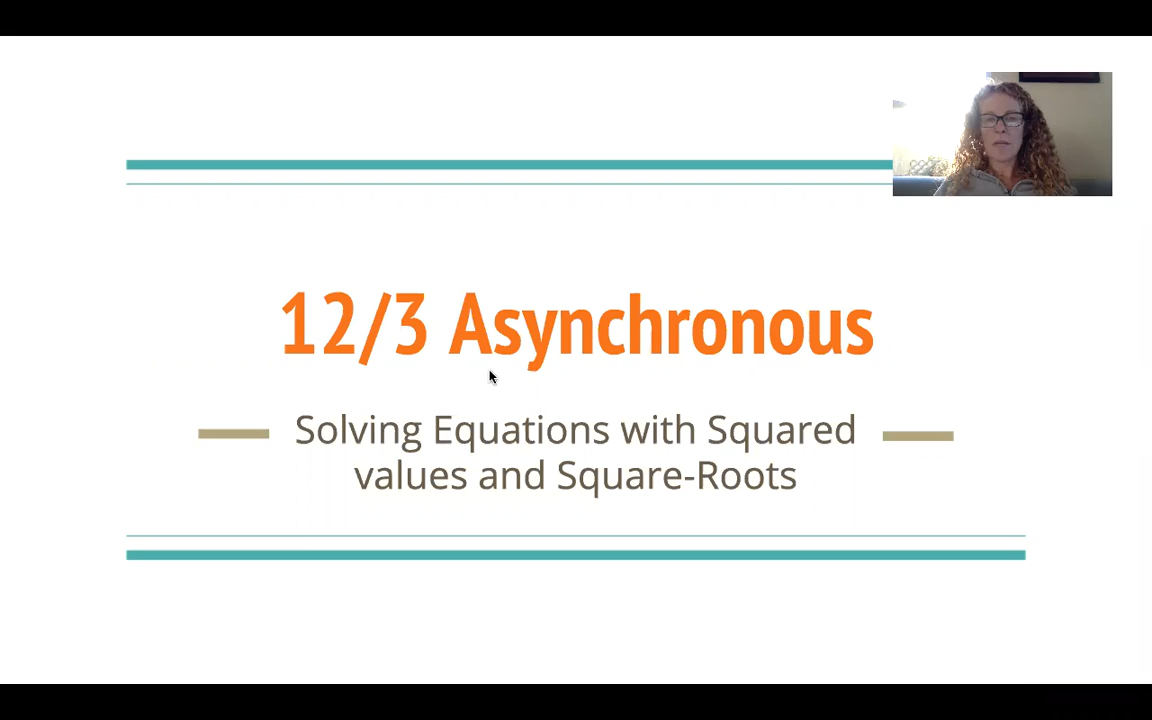 12/3 Asynchronous
Solving Equations with Squared
values and Square-Roots